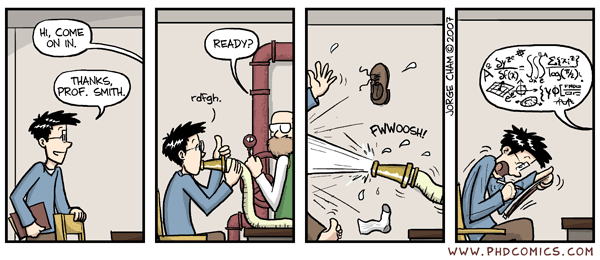 HI, COME
ON IN.
THANKS,
PROF. SMITH.
READY?
rdfgh.
FWWOOSH!
JORGE CHAM © 2007
WWW.PHDCOMICS.COM